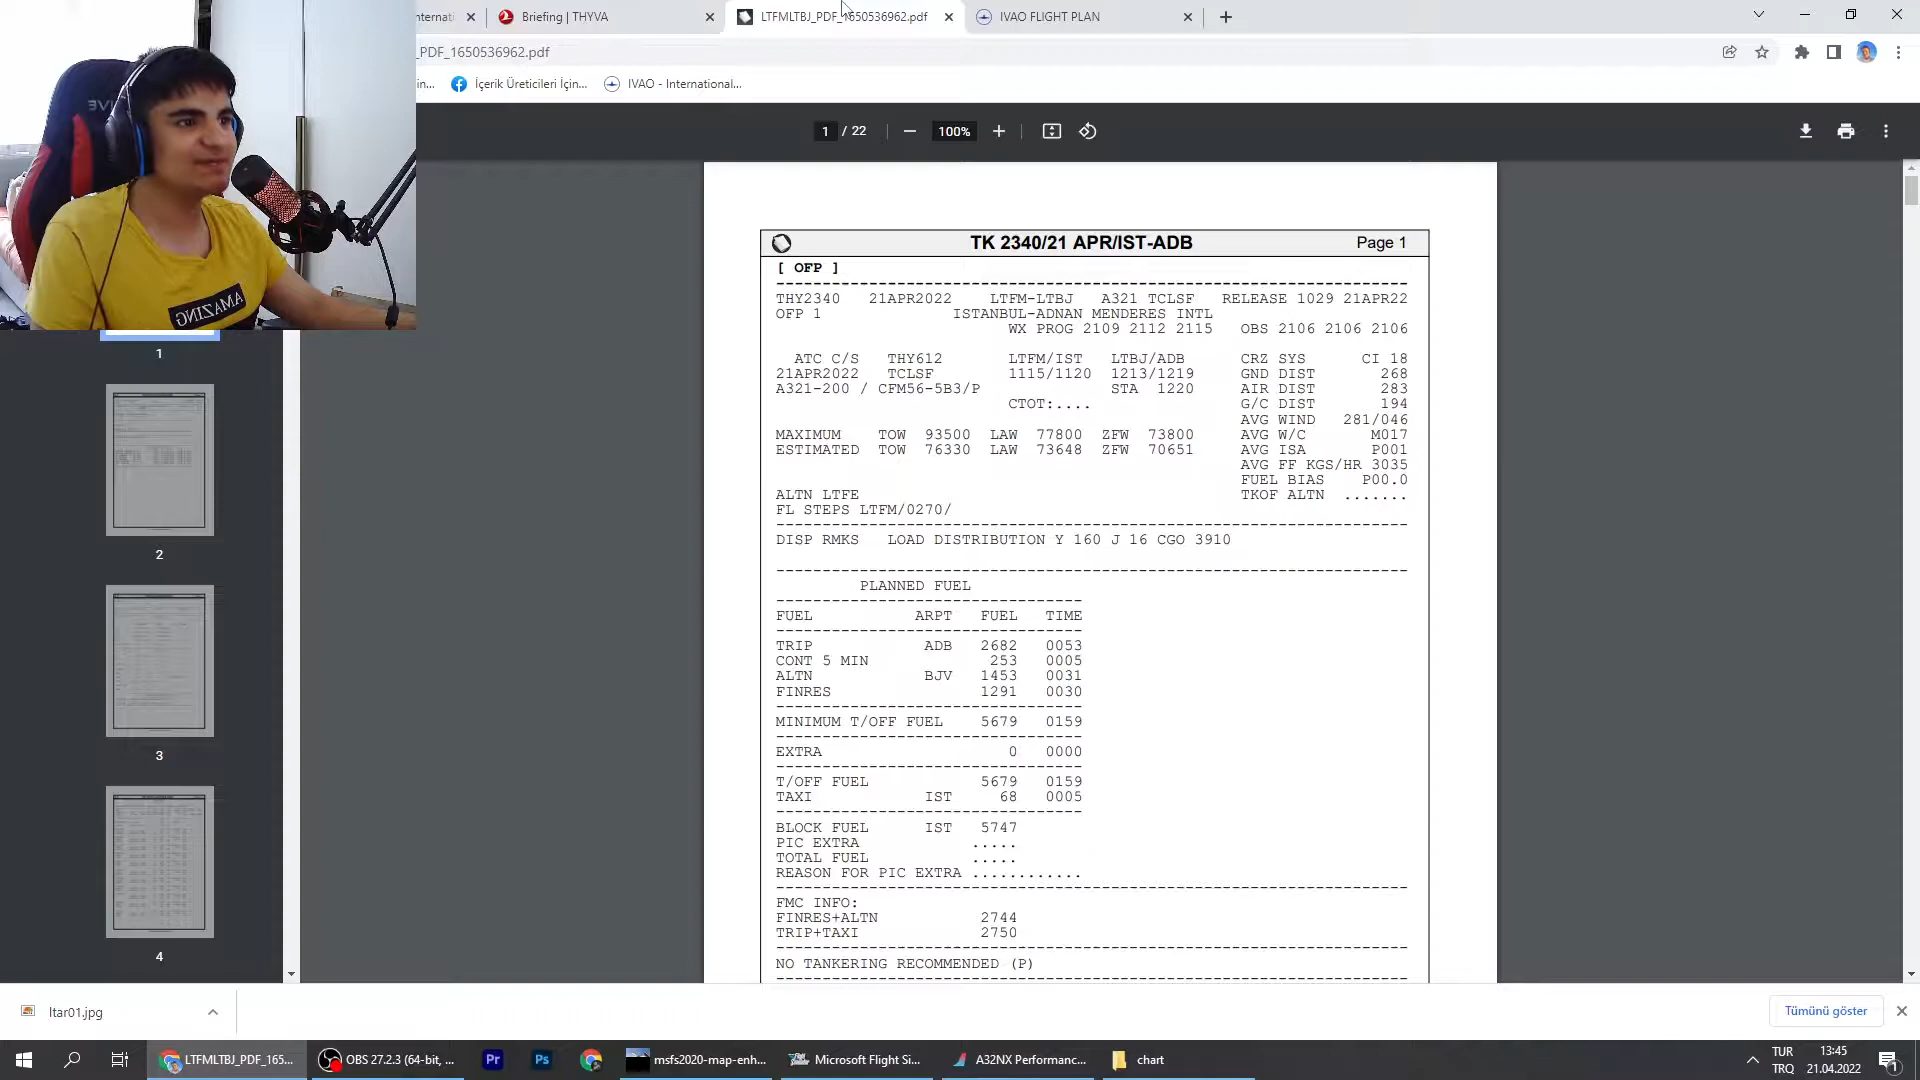 nternati
Briefing | THYVA
LTFMLTBJ_PDF_1650536962.pdf
IVAO FLIGHT PLAN
_PDF_1650536962.pdf
in...
İçerik Üreticileri İçin...
IVAO - International...
1 / 22
100%
AMAZING
TK 2340/21 APR/IST-ADB Page 1
[ OFP ]
THY2340 21APR2022 LTFM-LTBJ A321 TCLSF RELEASE 1029 21APR22
OFP 1 ISTANBUL-ADNAN MENDERES INTL
WX PROG 2109 2112 2115 OBS 2106 2106 2106
ATC C/S THY612 LTFM/IST LTBJ/ADB CRZ SYS CI 18
21APR2022 TCLSF 1115/1120 1213/1219 GND DIST 268
A321-200 / CFM56-5B3/P STA 1220 AIR DIST 283
CTOT:.... G/C DIST 194
AVG WIND 281/046
MAXIMUM TOW 93500 LAW 77800 ZFW 73800 AVG W/C M017
ESTIMATED TOW 76330 LAW 73648 ZFW 70651 AVG ISA P001
AVG FF KGS/HR 3035
FUEL BIAS P00.0
ALTN LTFE TKOF ALTN .......
FL STEPS LTFM/0270/
DISP RMKS LOAD DISTRIBUTION Y 160 J 16 CGO 3910
PLANNED FUEL
FUEL ARPT FUEL TIME
TRIP ADB 2682 0053
CONT 5 MIN 253 0005
ALTN BJV 1453 0031
FINRES 1291 0030
MINIMUM T/OFF FUEL 5679 0159
EXTRA 0 0000
T/OFF FUEL 5679 0159
TAXI IST 68 0005
BLOCK FUEL IST 5747
PIC EXTRA .....
TOTAL FUEL .....
REASON FOR PIC EXTRA ............
FMC INFO:
FINRES+ALTN 2744
TRIP+TAXI 2750
NO TANKERING RECOMMENDED (P)
1
2
3
4
ltar01.jpg
Tümünü göster
LTFMLTBJ_PDF_165...
OBS 27.2.3 (64-bit, ...
Pr
Ps
msfs2020-map-enh...
Microsoft Flight Si...
A32NX Performanc...
chart
TUR
TRQ
13:45
21.04.2022
1